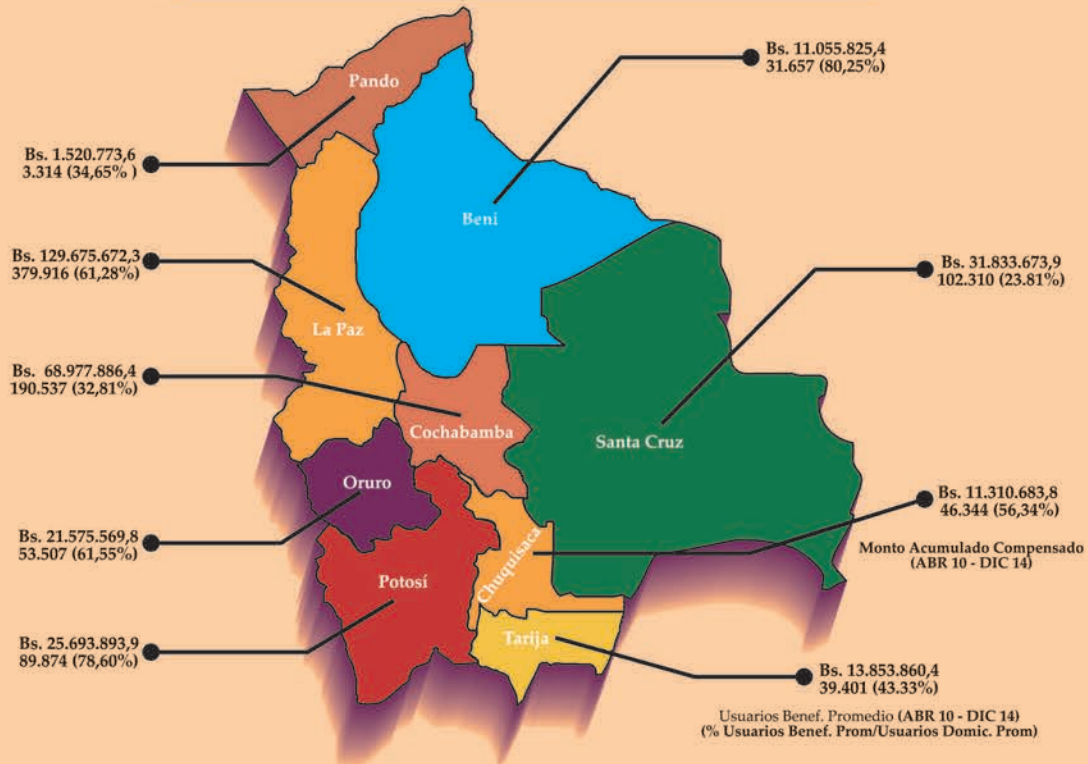 Bs. 11.055.825,4
31.657 (80,25%)
Pando
Bs. 1.520.773,6
3.314 (34,65% )
Beni
Bs. 129.675.672,3
379.916 (61,28%)
Bs. 31.833.673,9
102.310 (23.81%)
La Paz
Bs. 68.977.886,4
190.537 (32,81%)
Cochabamba
Santa Cruz
Oruro
Bs. 11.310.683,8
46.344 (56,34%)
Bs. 21.575.569,8
53.507 (61,55%)
Monto Acumulado Compensado
(ABR 10 - DIC 14)
Chuquisaca
Potosí
Bs. 25.693.893,9
89.874 (78,60%)
Tarija
Bs. 13.853.860,4
39.401 (43.33%)
Usuarios Benef. Promedio (ABR 10 - DIC 14)
(% Usuarios Benef. Prom/Usuarios Domic. Prom)